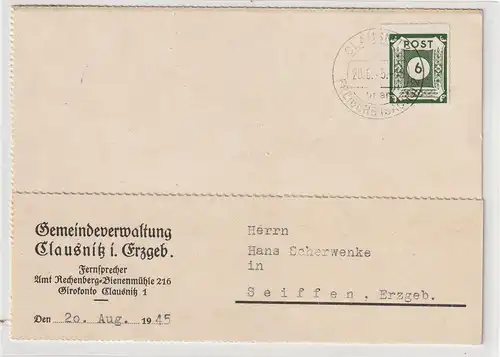 POST
6
Gemeindeverwaltung
Clausnitz i. Erzgeb.
Fernsprecher
Amt Rechenberg-Bienenmühle 216
Girokonto Clausnitz 1
Den 20. Aug. 1945
Herrn
Hans Scherwenke
in
Seiffen, Erzgeb.